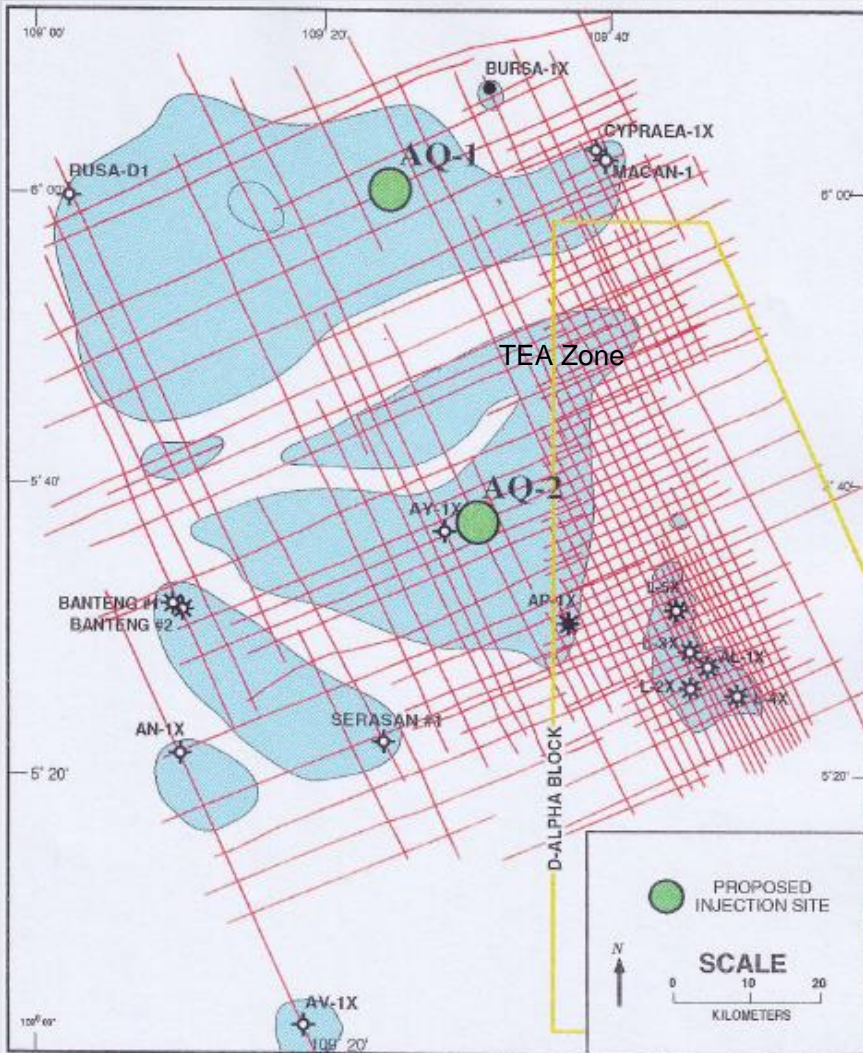 109° 00'
109° 20'
109° 40'
BURSA-1X
CYPRAEA-1X
AQ-1
RUSA-D1
MACAN-1
6° 00'
6° 00'
TEA Zone
5° 40'
AQ-2
AY-1X
BANTENG #1
BANTENG #2
AP-1X
L-5X
L-3X
AL-1X
L-2X
L-4X
AN-1X
SERASAN #1
5° 20'
5° 20'
D-ALPHA BLOCK
PROPOSED
INJECTION SITE
N
SCALE
0 10 20
KILOMETERS
AV-1X
109° 20'